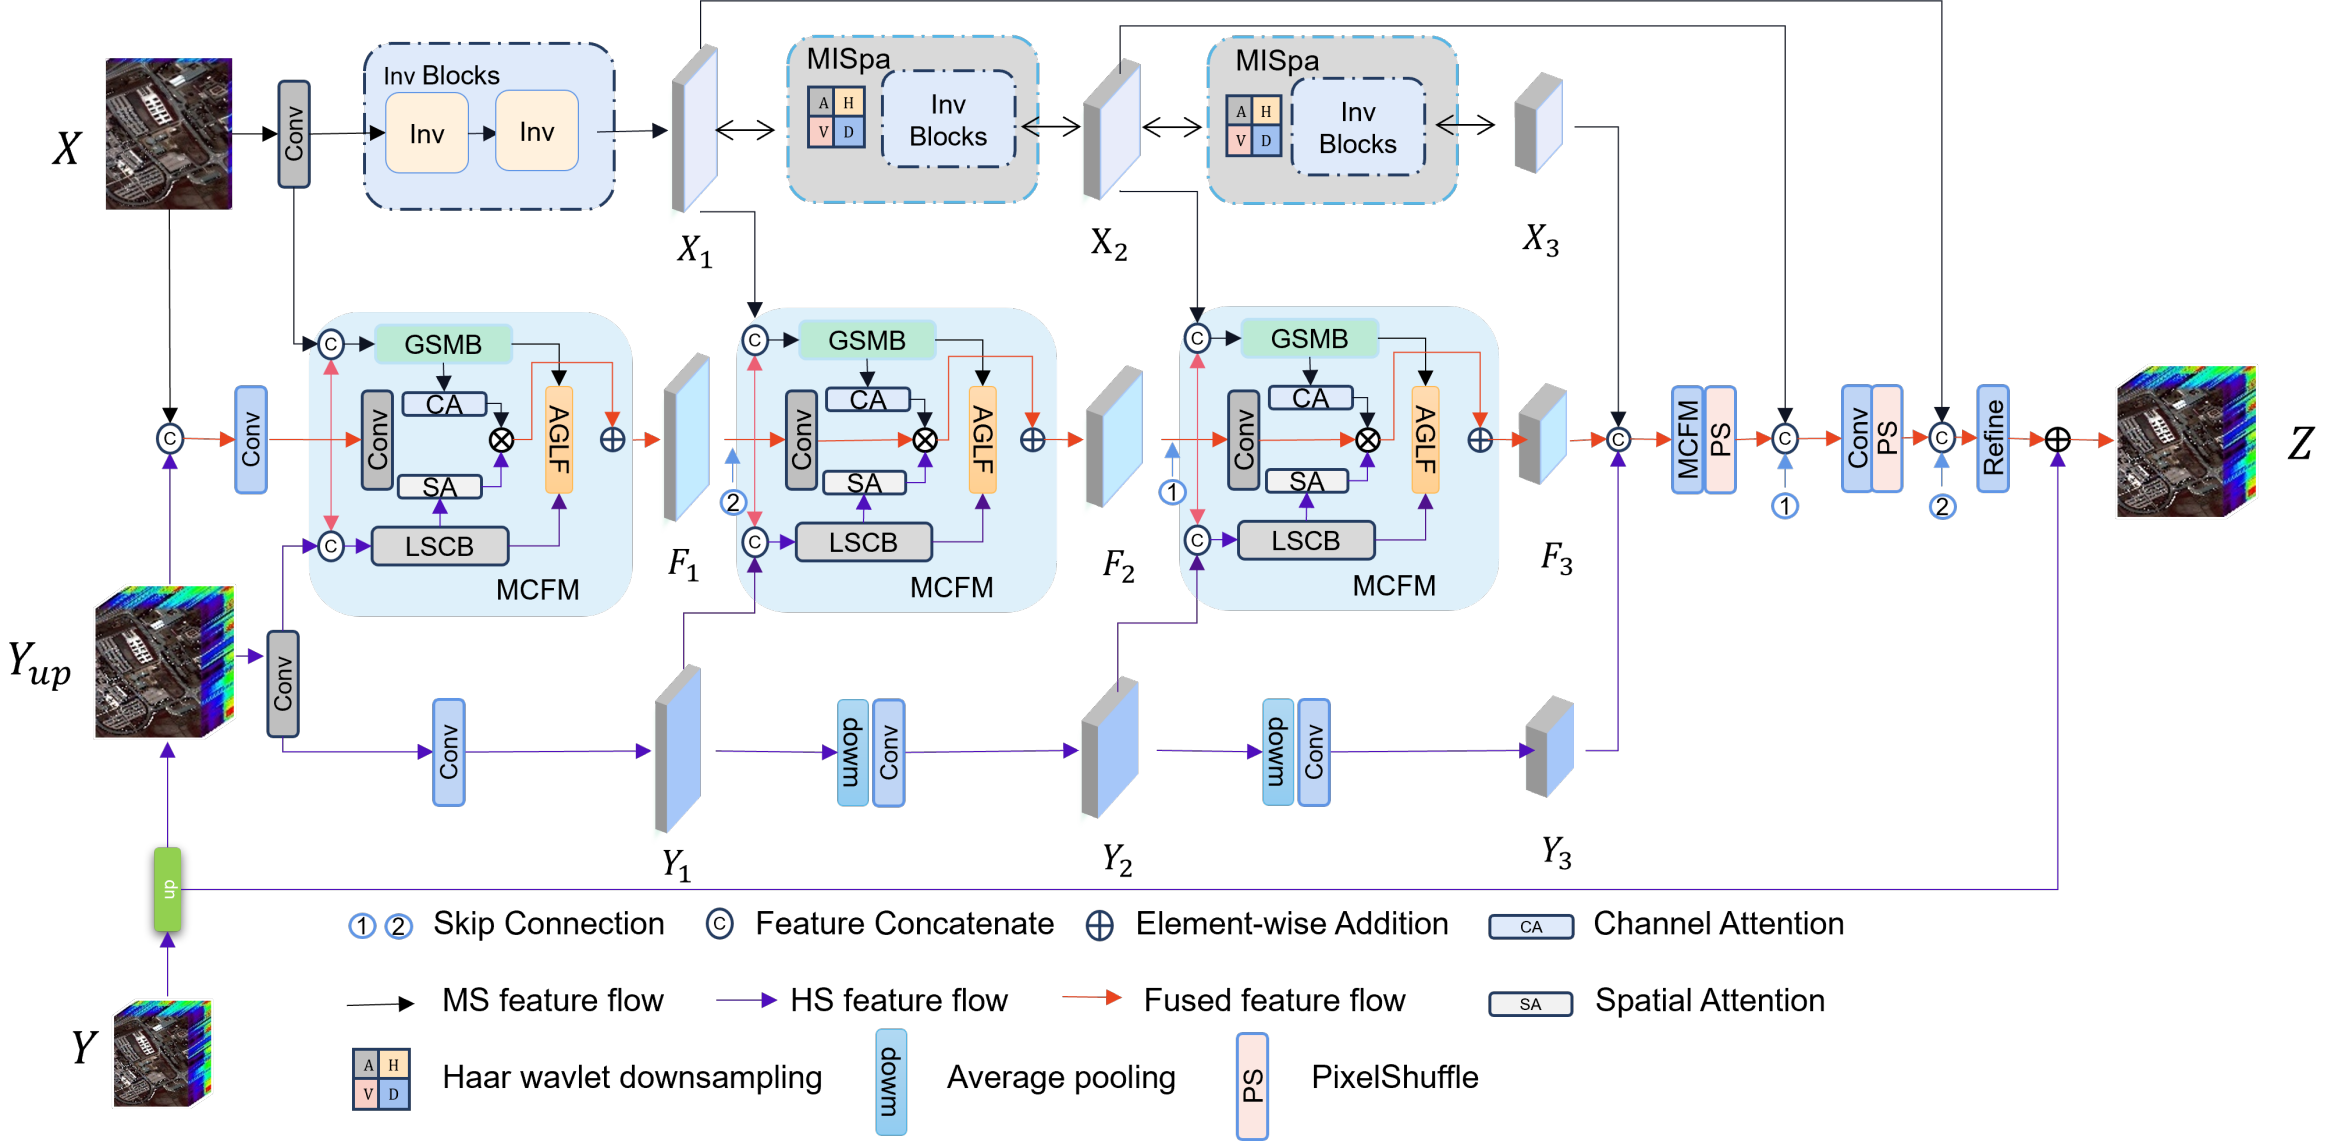 X
Conv
Inv Blocks
Inv
Inv
X1
MISpa
A H
V D
Inv
Blocks
X2
MISpa
A H
V D
Inv
Blocks
X3
C
Conv
C
GSMB
CA
Conv
SA
AGLF
C
LSCB
MCFM
F1
2
C
GSMB
CA
Conv
SA
AGLF
C
LSCB
MCFM
F2
1
C
GSMB
CA
Conv
SA
AGLF
C
LSCB
MCFM
F3
C
MCFM
PS
C
1
Conv
PS
C
2
Refine
Z
Yup
Conv
Conv
Y1
dowm
Conv
Y2
dowm
Conv
Y3
up
Y
1 2 Skip Connection
C Feature Concatenate
Element-wise Addition
CA Channel Attention
MS feature flow
HS feature flow
Fused feature flow
SA Spatial Attention
A H
V D
Haar wavlet downsampling
dowm
Average pooling
PS
PixelShuffle